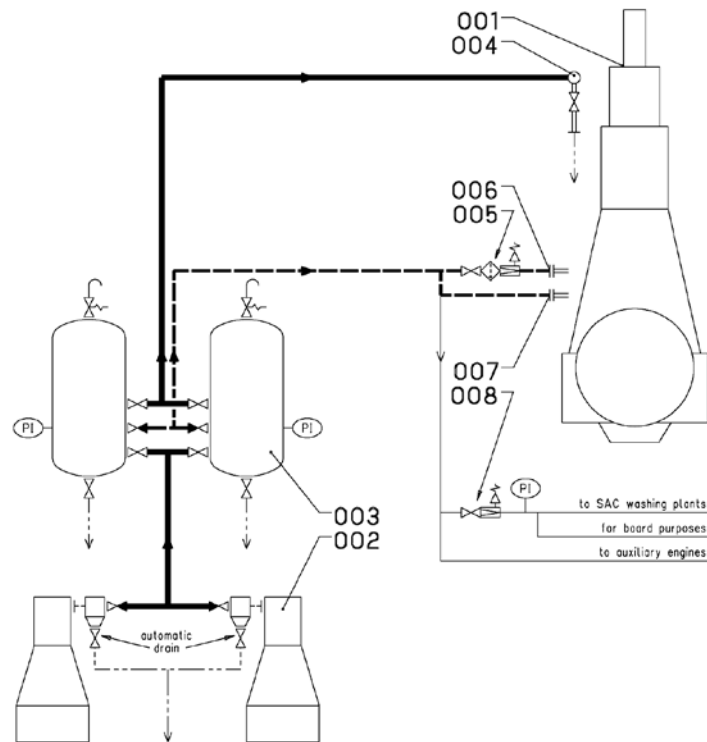 001
004
006
005
007
008
PI
PI
PI
to SAC washing plants
for board purposes
to auxiliary engines
003
002
automatic
drain